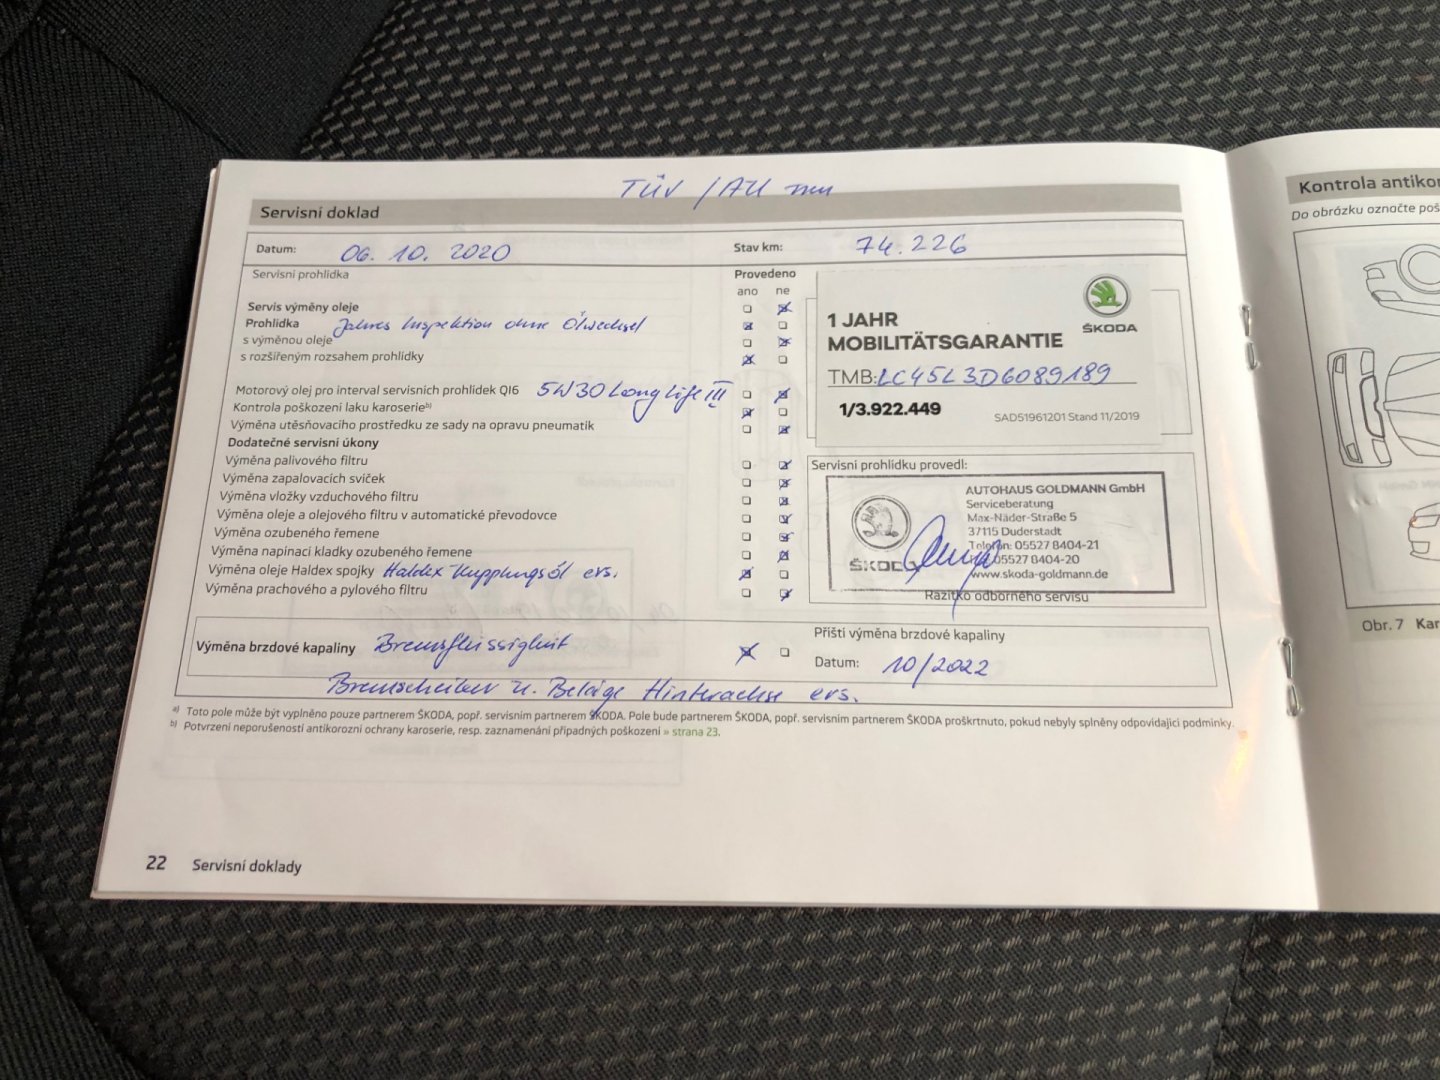 TÜV / AU neu
Servisní doklad
Datum: 06. 10. 2020 Stav km: 74.226
Servisní prohlídka Provedeno
ano ne
Servis výměny oleje
Prohlídka Jahres Inspektion ohne Ölwechsel
s výměnou oleje
s rozšířeným rozsahem prohlídky
Motorový olej pro interval servisních prohlídek QI6 5W30 Long Life III
Kontrola poškození laku karoserie b)
Výměna utěsňovacího prostředku ze sady na opravu pneumatik
Dodatečné servisní úkony
Výměna palivového filtru
Výměna zapalovacích svíček
Výměna vložky vzduchového filtru
Výměna oleje a olejového filtru v automatické převodovce
Výměna ozubeného řemene
Výměna napínací kladky ozubeného řemene
Výměna oleje Haldex spojky Haldex Kupplungsöl ers.
Výměna prachového a pylového filtru
ŠKODA
1 JAHR
MOBILITÄTSGARANTIE
TMB: LC45L3D6089189
1/3.922.449 SAD51961201 Stand 11/2019
Servisní prohlídku provedl:
AUTOHAUS GOLDMANN GmbH
Serviceberatung
Max-Näder-Straße 5
37115 Duderstadt
Telefon: 05527 8404-21
05527 8404-20
www.skoda-goldmann.de
ŠKODA
Razítko odborného servisu
Výměna brzdové kapaliny Bremsflüssigkeit
Příští výměna brzdové kapaliny
Datum: 10/2022
Bremscheiben u. Beläge Hinterachse ers.
a) Toto pole může být vyplněno pouze partnerem ŠKODA, popř. servisním partnerem ŠKODA. Pole bude partnerem ŠKODA, popř. servisním partnerem ŠKODA proškrtnuto, pokud nebyly splněny odpovídající podmínky.
b) Potvrzení neporušenosti antikorozní ochrany karoserie, resp. zaznamenání případných poškození » strana 23.
22 Servisní doklady
Kontrola antiko
Do obrázku označte poš
Obr. 7 Kar